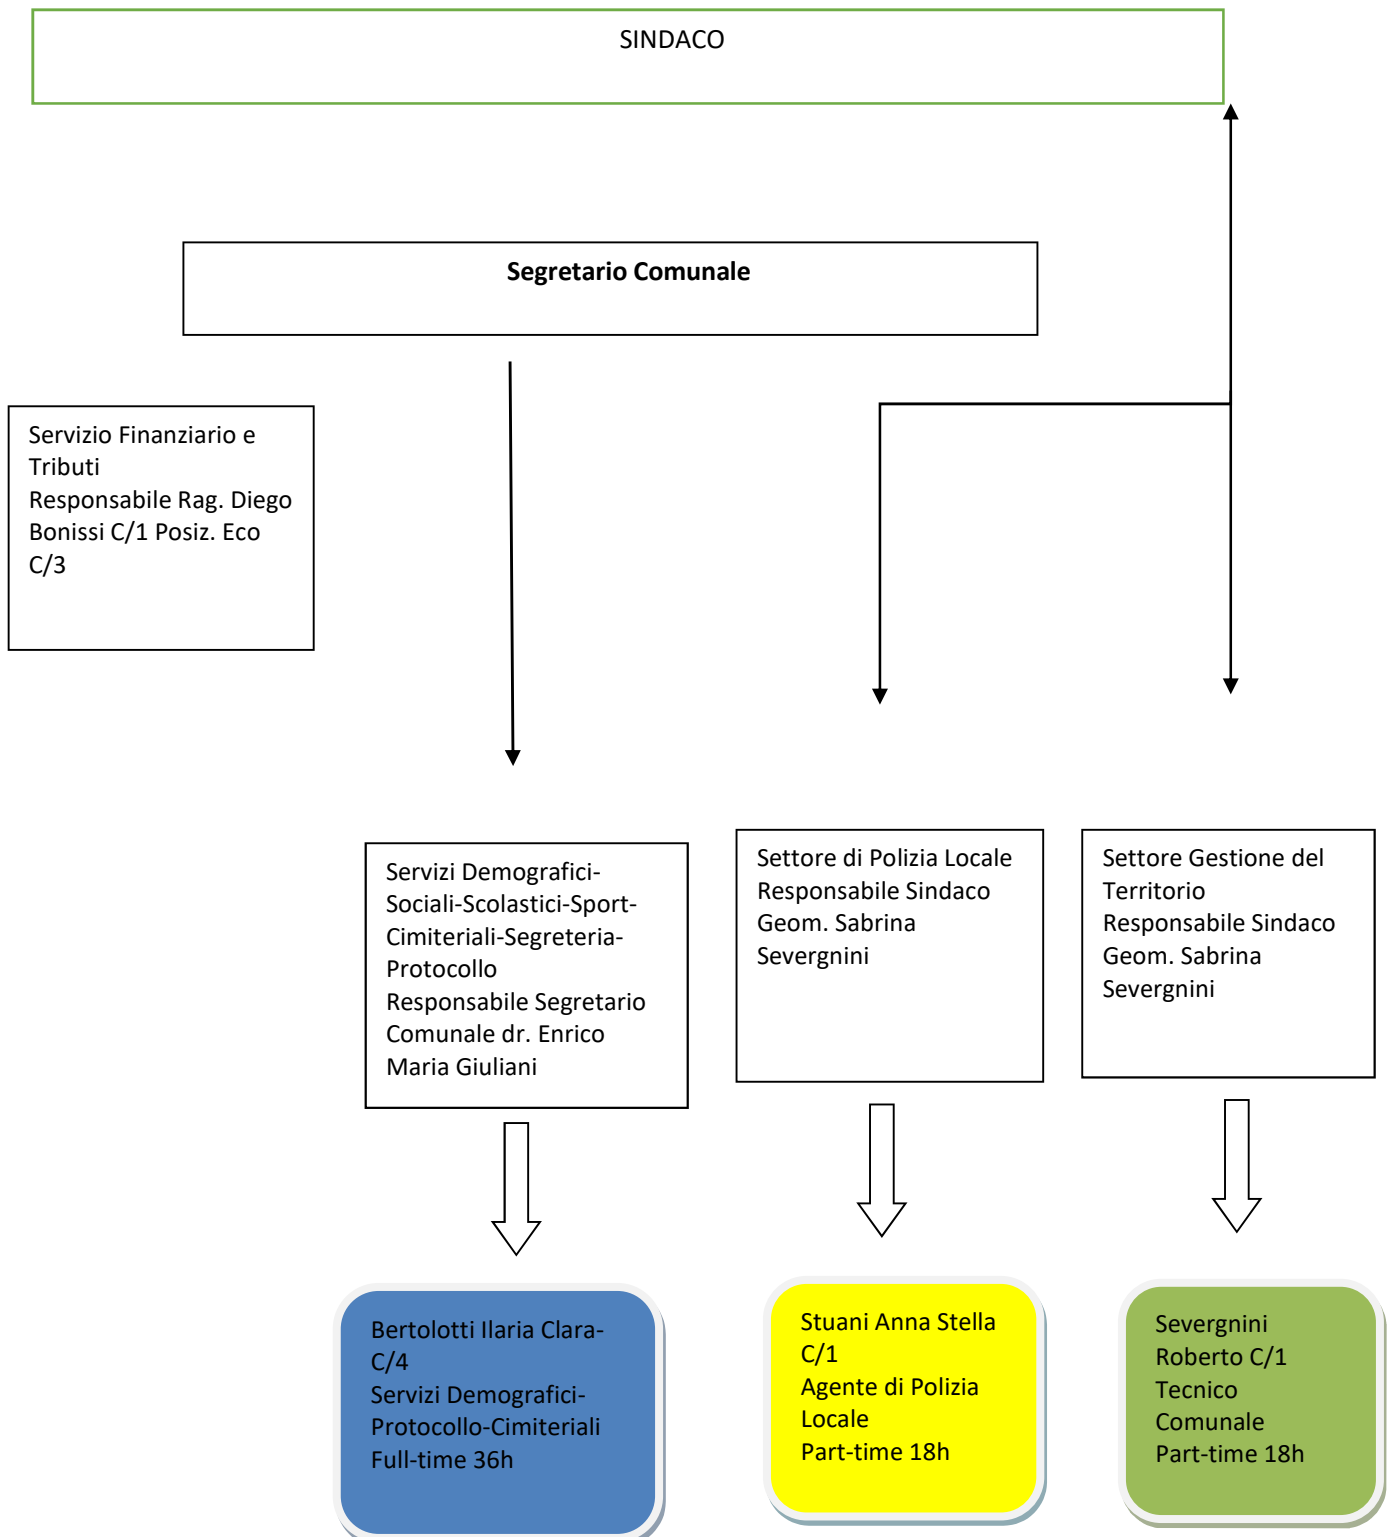 SINDACO
Segretario Comunale
Servizio Finanziario e
Tributi
Responsabile Rag. Diego
Bonissi C/1 Posiz. Eco
C/3
Servizi Demografici-
Sociali-Scolastici-Sport-
Cimiteriali-Segreteria-
Protocollo
Responsabile Segretario
Comunale dr. Enrico
Maria Giuliani
Settore di Polizia Locale
Responsabile Sindaco
Geom. Sabrina
Severgnini
Settore Gestione del
Territorio
Responsabile Sindaco
Geom. Sabrina
Severgnini
Bertolotti Ilaria Clara-
C/4
Servizi Demografici-
Protocollo-Cimiteriali
Full-time 36h
Stuani Anna Stella
C/1
Agente di Polizia
Locale
Part-time 18h
Severgnini
Roberto C/1
Tecnico
Comunale
Part-time 18h